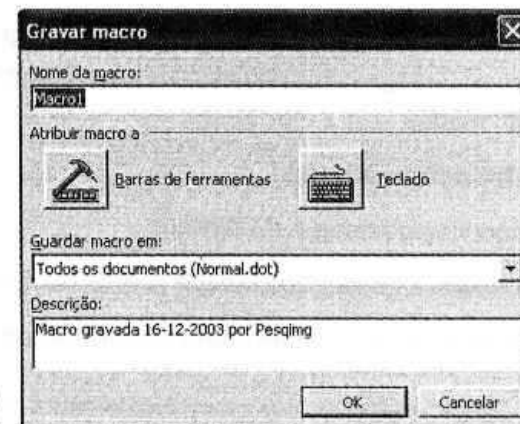 Gravar macro
Nome da macro:
Macro1
Atribuir macro a
Barras de ferramentas
Teclado
Guardar macro em:
Todos os documentos (Normal.dot)
Descrição:
Macro gravada 16-12-2003 por Pesqimg
OK
Cancelar